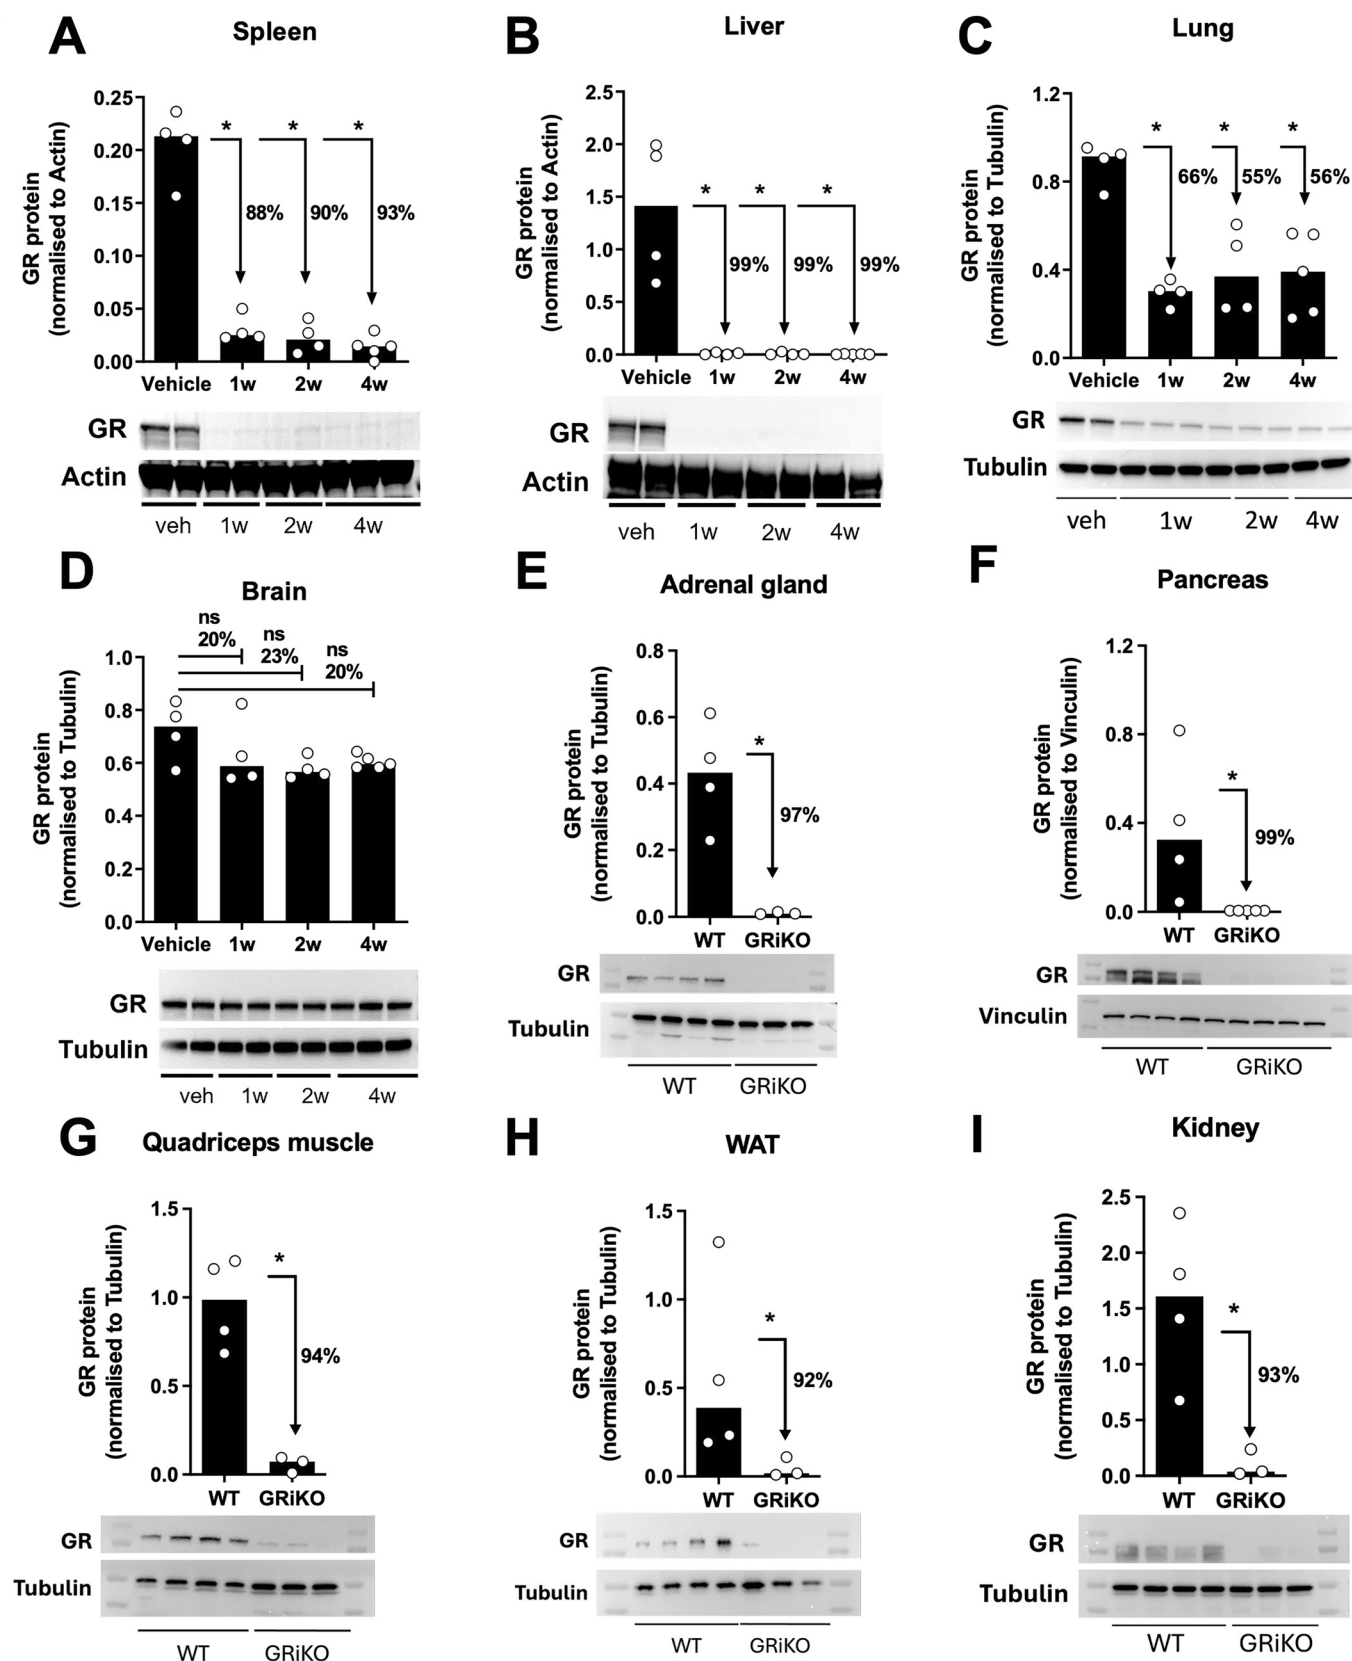 A
Spleen
GR protein
(normalised to Actin)
0.25
0.20
0.15
0.10
0.05
0.00
* * *
88% 90% 93%
Vehicle 1w 2w 4w
GR
Actin
veh 1w 2w 4w
B
Liver
GR protein
(normalised to Actin)
2.5
2.0
1.5
1.0
0.5
0.0
* * *
99% 99% 99%
Vehicle 1w 2w 4w
GR
Actin
veh 1w 2w 4w
C
Lung
GR protein
(normalised to Tubulin)
1.2
0.8
0.4
0.0
* * *
66% 55% 56%
Vehicle 1w 2w 4w
GR
Tubulin
veh 1w 2w 4w
D
Brain
GR protein
(normalised to Tubulin)
ns
20%
ns
23%
ns
20%
1.0
0.8
0.6
0.4
0.2
0.0
Vehicle 1w 2w 4w
GR
Tubulin
veh 1w 2w 4w
E
Adrenal gland
GR protein
(normalised to Tubulin)
0.8
0.6
0.4
0.2
0.0
*
97%
WT GRiKO
GR
Tubulin
WT GRiKO
F
Pancreas
GR protein
(normalised to Vinculin)
1.2
0.8
0.4
0.0
*
99%
WT GRiKO
GR
Vinculin
WT GRiKO
G
Quadriceps muscle
GR protein
(normalised to Tubulin)
1.5
1.0
0.5
0.0
*
94%
WT GRiKO
GR
Tubulin
WT GRiKO
H
WAT
GR protein
(normalised to Tubulin)
1.5
1.0
0.5
0.0
*
92%
WT GRiKO
GR
Tubulin
WT GRiKO
I
Kidney
GR protein
(normalised to Tubulin)
2.5
2.0
1.5
1.0
0.5
0.0
*
93%
WT GRiKO
GR
Tubulin
WT GRiKO